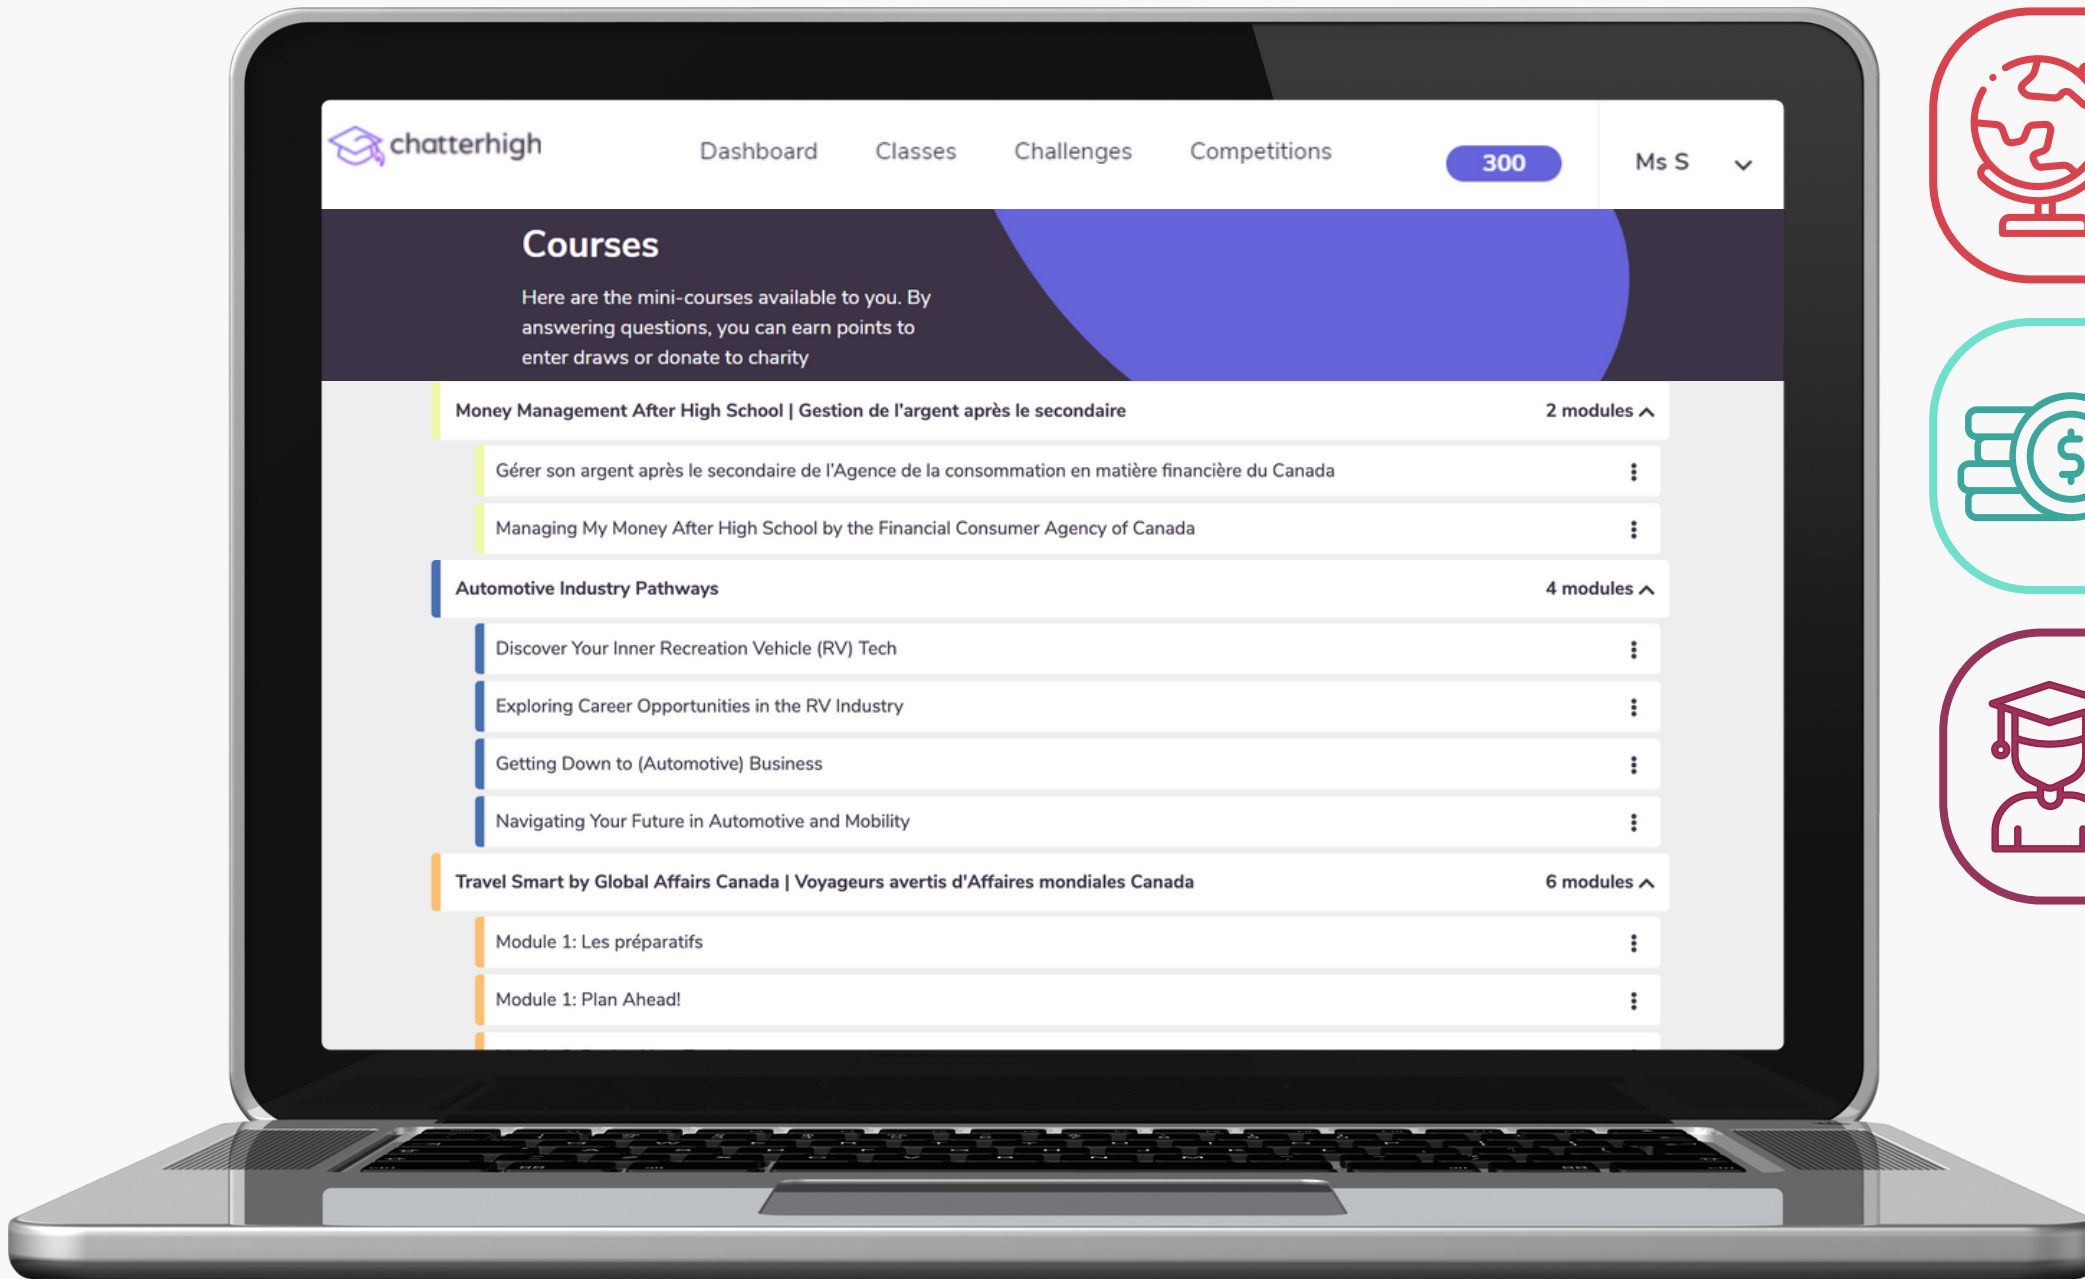 chatterhigh
Dashboard Classes Challenges Competitions 300 Ms S
Courses
Here are the mini-courses available to you. By
answering questions, you can earn points to
enter draws or donate to charity
Money Management After High School | Gestion de l'argent après le secondaire 2 modules
Gérer son argent après le secondaire de l'Agence de la consommation en matière financière du Canada
Managing My Money After High School by the Financial Consumer Agency of Canada
Automotive Industry Pathways 4 modules
Discover Your Inner Recreation Vehicle (RV) Tech
Exploring Career Opportunities in the RV Industry
Getting Down to (Automotive) Business
Navigating Your Future in Automotive and Mobility
Travel Smart by Global Affairs Canada | Voyageurs avertis d'Affaires mondiales Canada 6 modules
Module 1: Les préparatifs
Module 1: Plan Ahead!
$